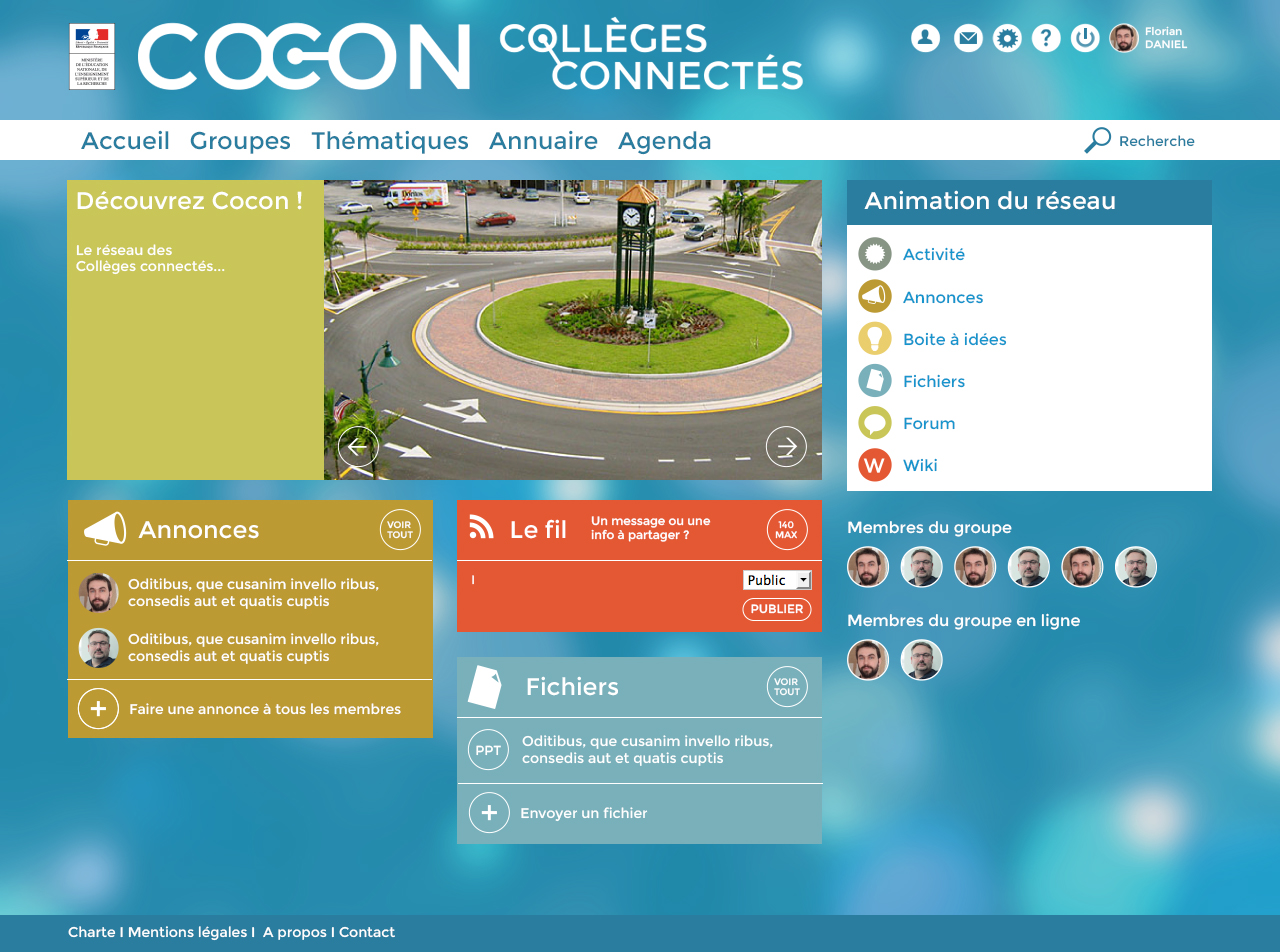 RÉPUBLIQUE FRANÇAISE
MINISTÈRE
DE L'ÉDUCATION
NATIONALE, DE
L'ENSEIGNEMENT
SUPÉRIEUR ET DE
LA RECHERCHE
COCON
COLLÈGES
CONNECTÉS
?
Florian
DANIEL
Accueil Groupes Thématiques Annuaire Agenda
Recherche
Découvrez Cocon !
Le réseau des
Collèges connectés...
Doritos
Animation du réseau
Activité
Annonces
Boite à idées
Fichiers
Forum
W Wiki
Annonces
VOIR
TOUT
Oditibus, que cusanim invello ribus,
consedis aut et quatis cuptis
Oditibus, que cusanim invello ribus,
consedis aut et quatis cuptis
+ Faire une annonce à tous les membres
Le fil
Un message ou une
info à partager ?
140
MAX
I
Public
PUBLIER
Fichiers
VOIR
TOUT
PPT
Oditibus, que cusanim invello ribus,
consedis aut et quatis cuptis
+ Envoyer un fichier
Membres du groupe
Membres du groupe en ligne
Charte I Mentions légales I A propos I Contact